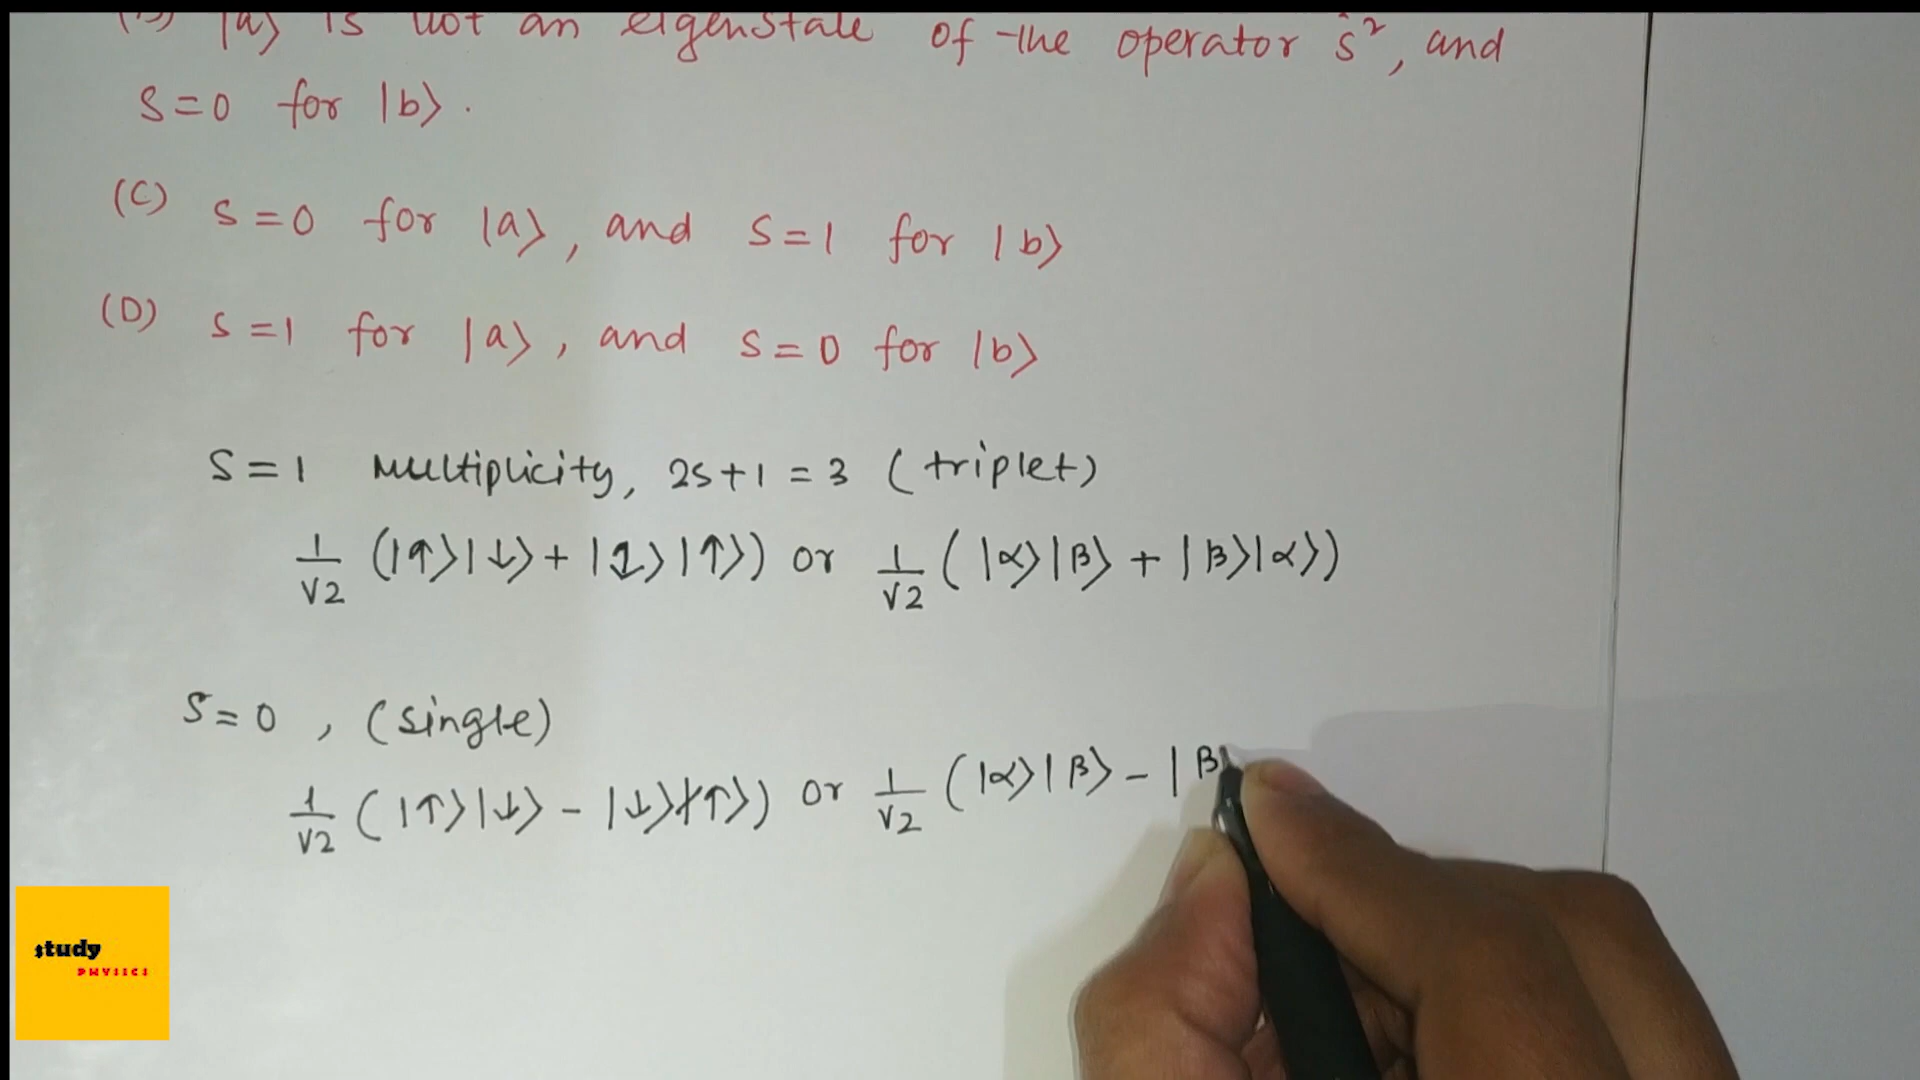 (B) |a⟩ is not an eigenstate of the operator ŝ², and
S=0 for |b⟩.
(C) S=0 for |a⟩, and S=1 for |b⟩
(D) S=1 for |a⟩, and S=0 for |b⟩
S=1 multiplicity, 2S+1=3 (triplet)
1/√2 (|↑⟩|↓⟩+|↓⟩|↑⟩) or 1/√2 (|α⟩|β⟩+|β⟩|α⟩)
S=0, (single)
1/√2 (|↑⟩|↓⟩-|↓⟩|↑⟩) or 1/√2 (|α⟩|β⟩-|β
study
PHYSICS